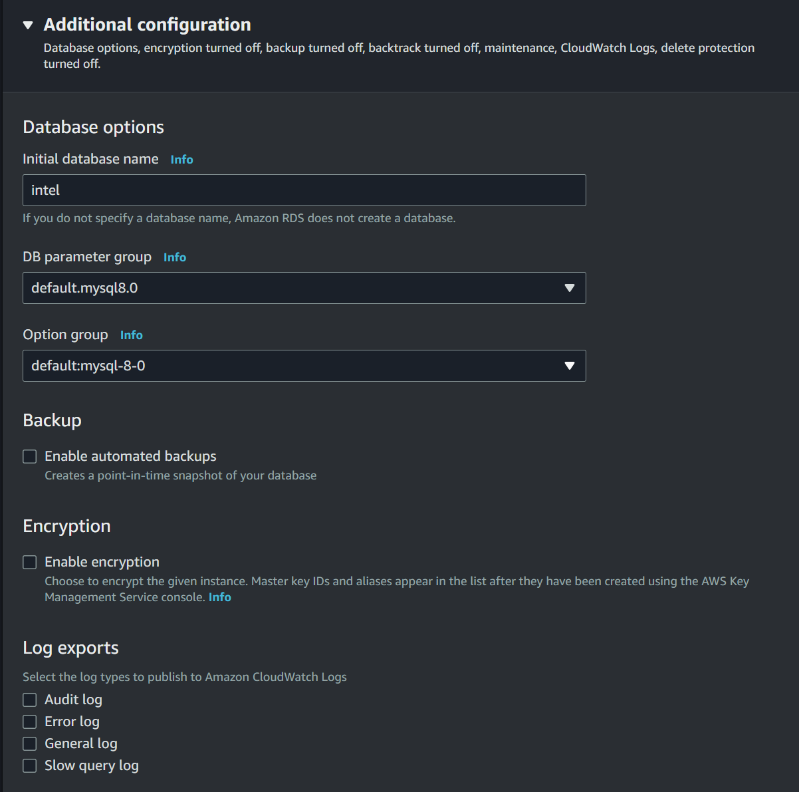 Additional configuration
Database options, encryption turned off, backup turned off, backtrack turned off, maintenance, CloudWatch Logs, delete protection
turned off.
Database options
Initial database name Info
intel
If you do not specify a database name, Amazon RDS does not create a database.
DB parameter group Info
default.mysql8.0
Option group Info
default:mysql-8-0
Backup
Enable automated backups
Creates a point-in-time snapshot of your database
Encryption
Enable encryption
Choose to encrypt the given instance. Master key IDs and aliases appear in the list after they have been created using the AWS Key
Management Service console. Info
Log exports
Select the log types to publish to Amazon CloudWatch Logs
Audit log
Error log
General log
Slow query log